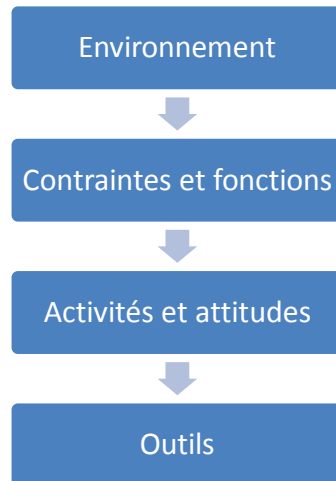 Environnement
Contraintes et fonctions
Activités et attitudes
Outils